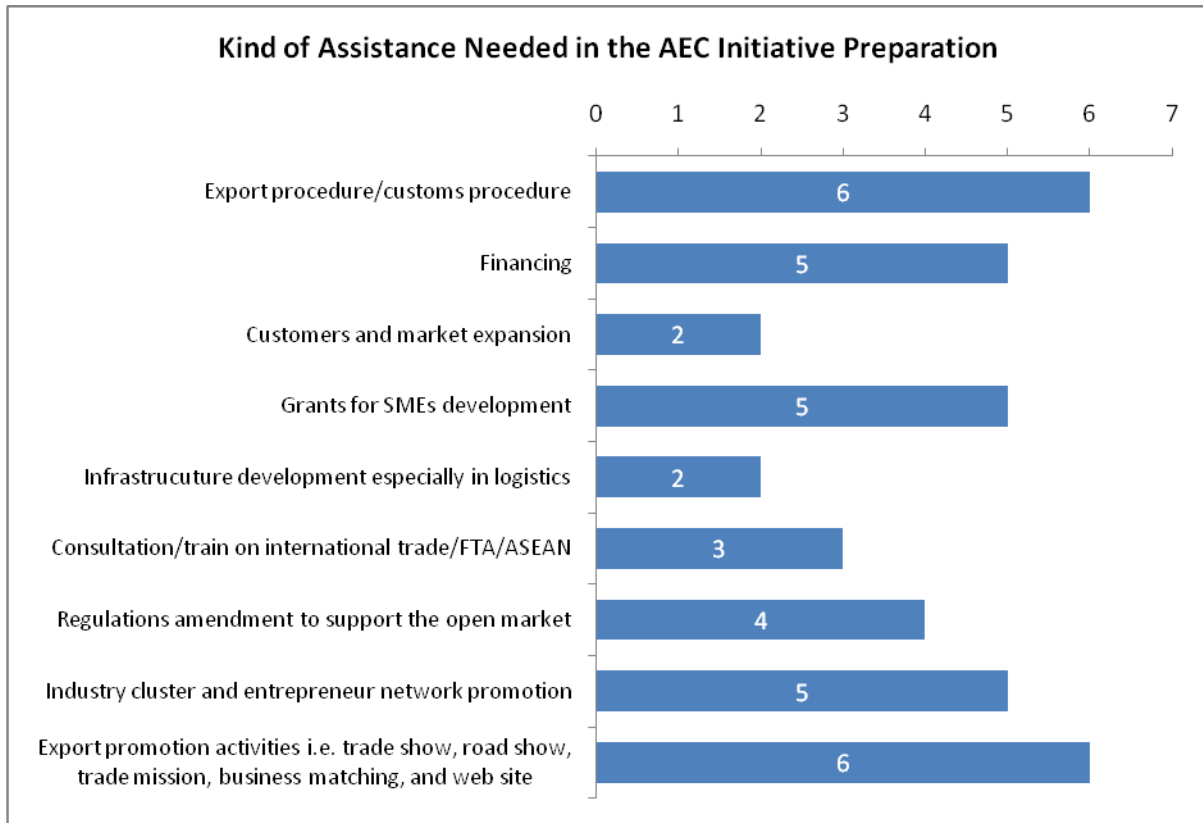 Kind of Assistance Needed in the AEC Initiative Preparation
0 1 2 3 4 5 6 7
Export procedure/customs procedure 6
Financing 5
Customers and market expansion 2
Grants for SMEs development 5
Infrastrucuture development especially in logistics 2
Consultation/train on international trade/FTA/ASEAN 3
Regulations amendment to support the open market 4
Industry cluster and entrepreneur network promotion 5
Export promotion activities i.e. trade show, road show,
trade mission, business matching, and web site 6